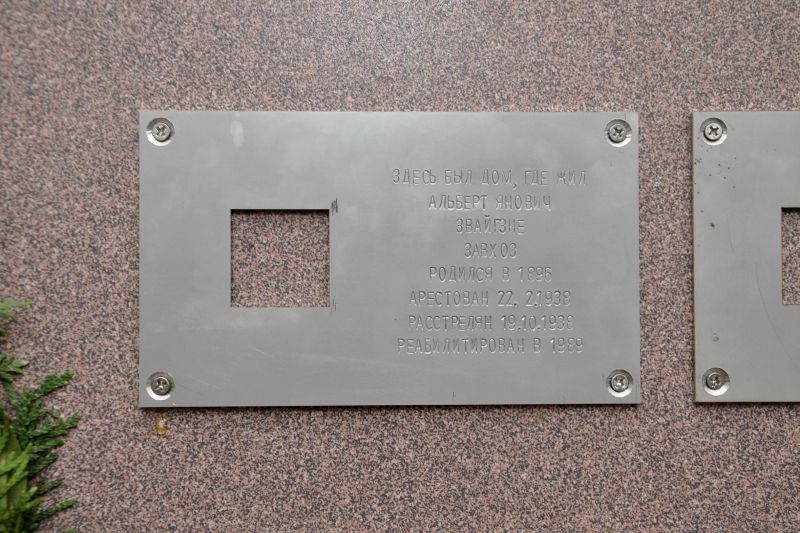 ЗДЕСЬ БЫЛ ДОМ, ГДЕ ЖИЛ
АЛЬБЕРТ ЯНОВИЧ
ЗВАЙГЗНЕ
ЗАВХОЗ
РОДИЛСЯ В 1896
АРЕСТОВАН 22. 2.1938
РАССТРЕЛЯН 19.10.1938
РЕАБИЛИТИРОВАН В 1989